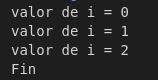 valor de i = 0
valor de i = 1
valor de i = 2
Fin